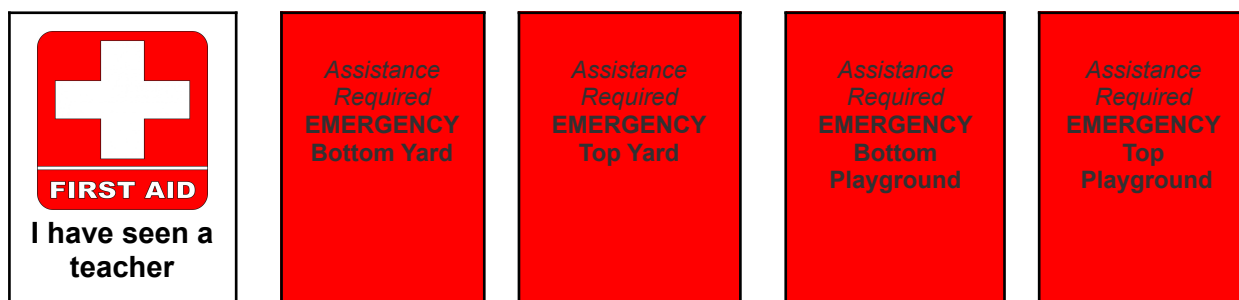 FIRST AID
I have seen a
teacher
Assistance
Required
EMERGENCY
Bottom Yard
Assistance
Required
EMERGENCY
Top Yard
Assistance
Required
EMERGENCY
Bottom
Playground
Assistance
Required
EMERGENCY
Top
Playground